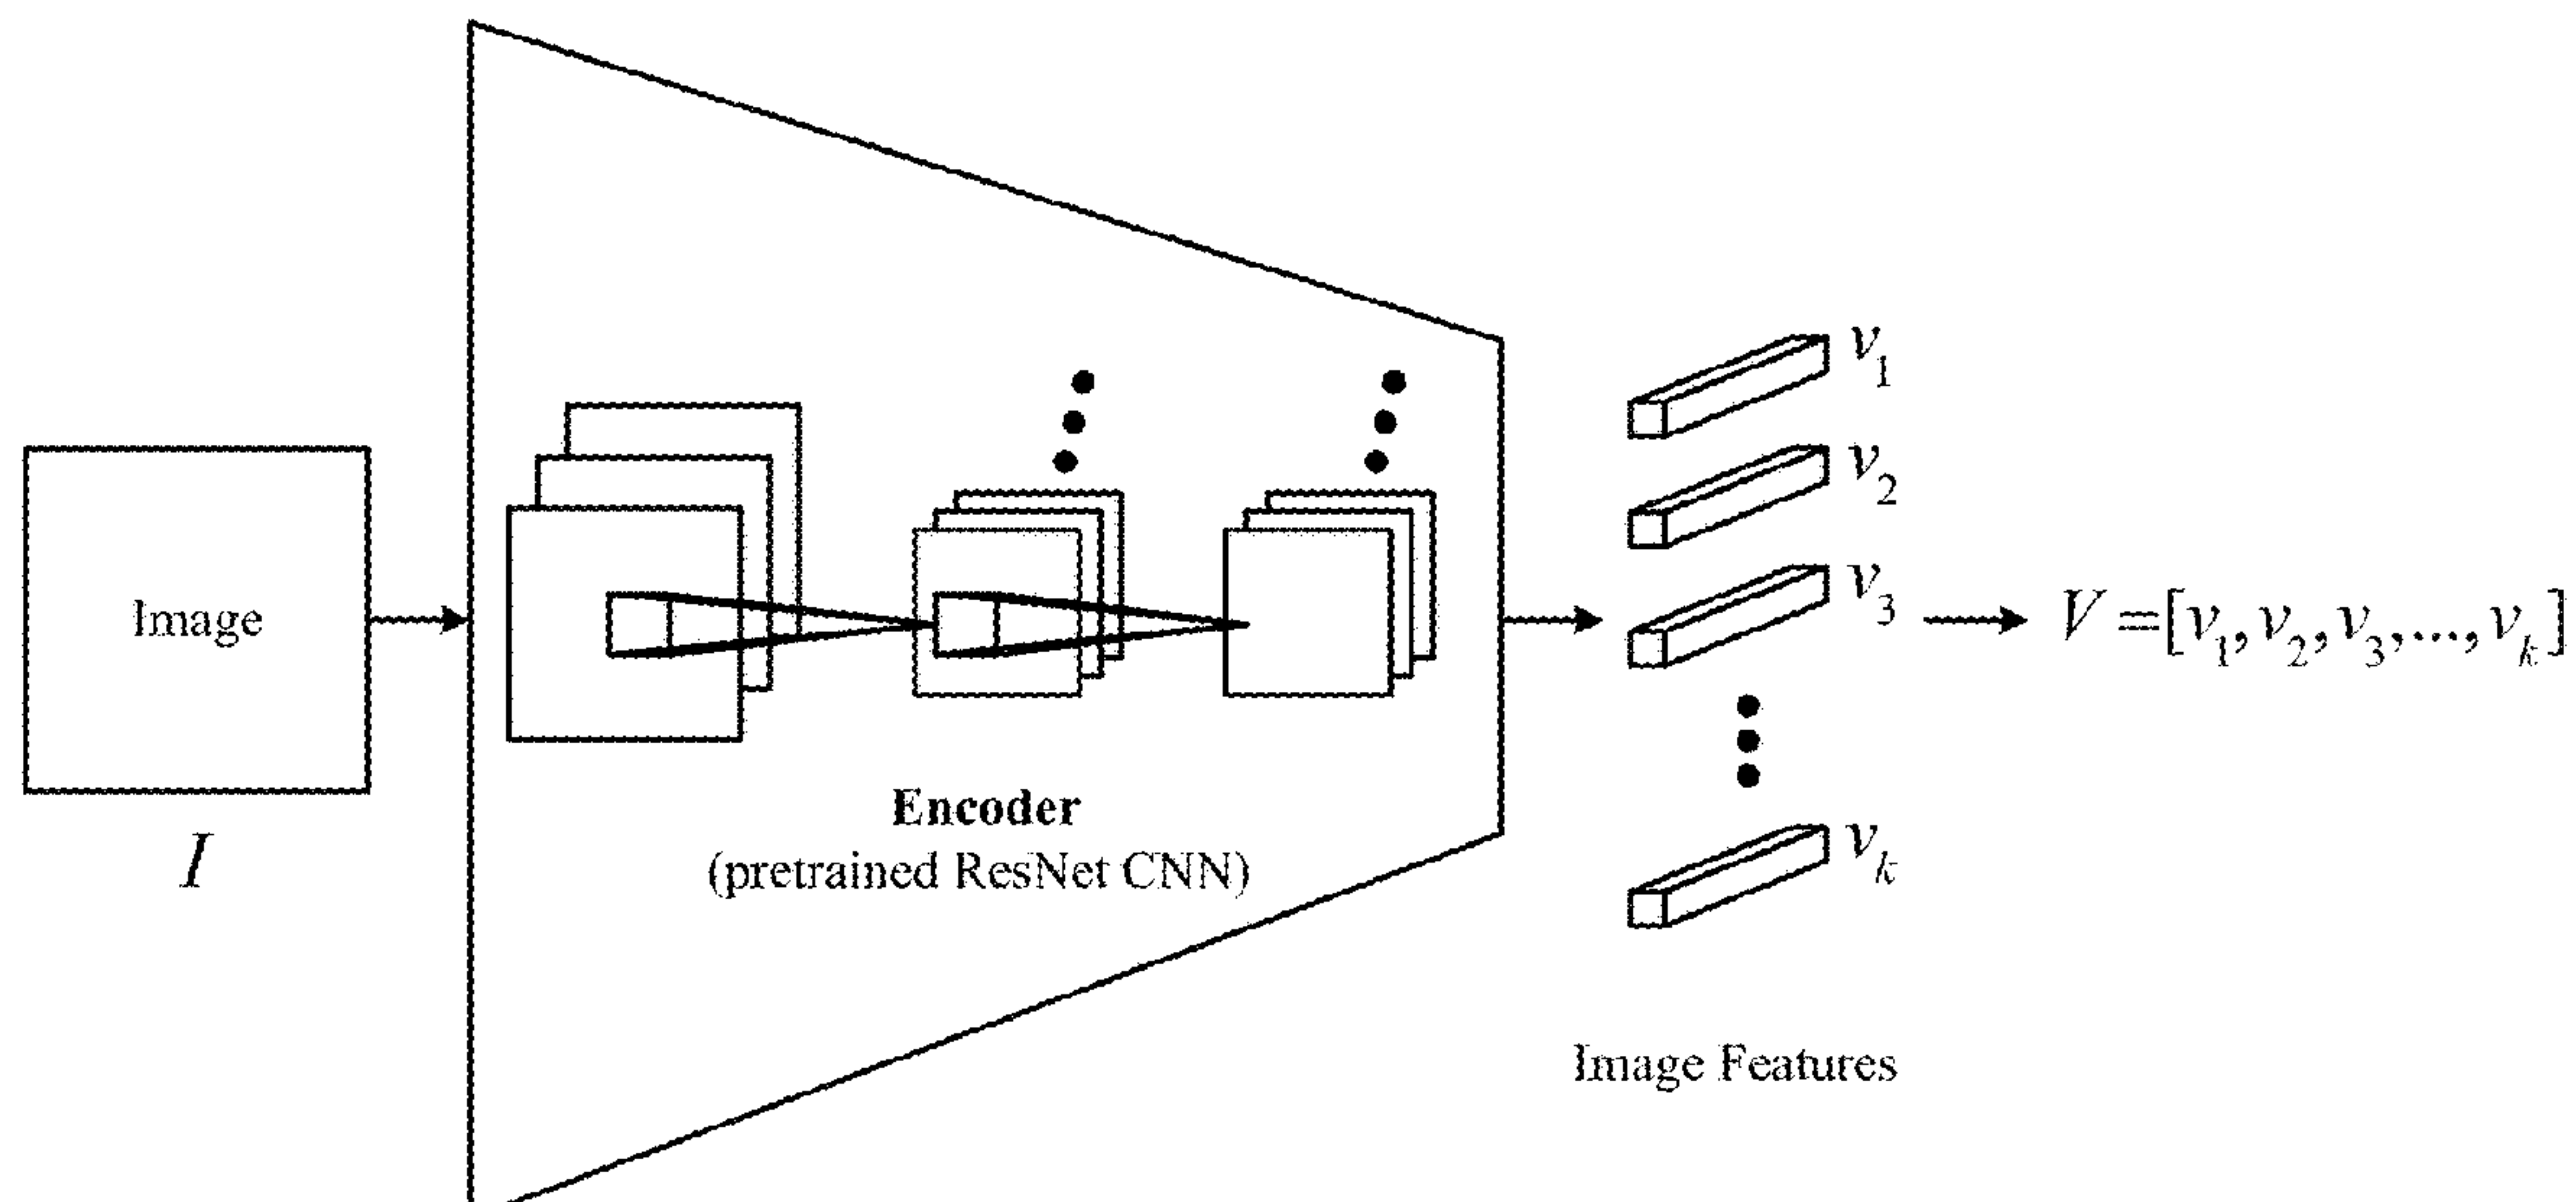 Image
I
Encoder
(pretrained ResNet CNN)
v1
v2
v3
vk
Image Features
V =[v1,v2,v3,...,vk]